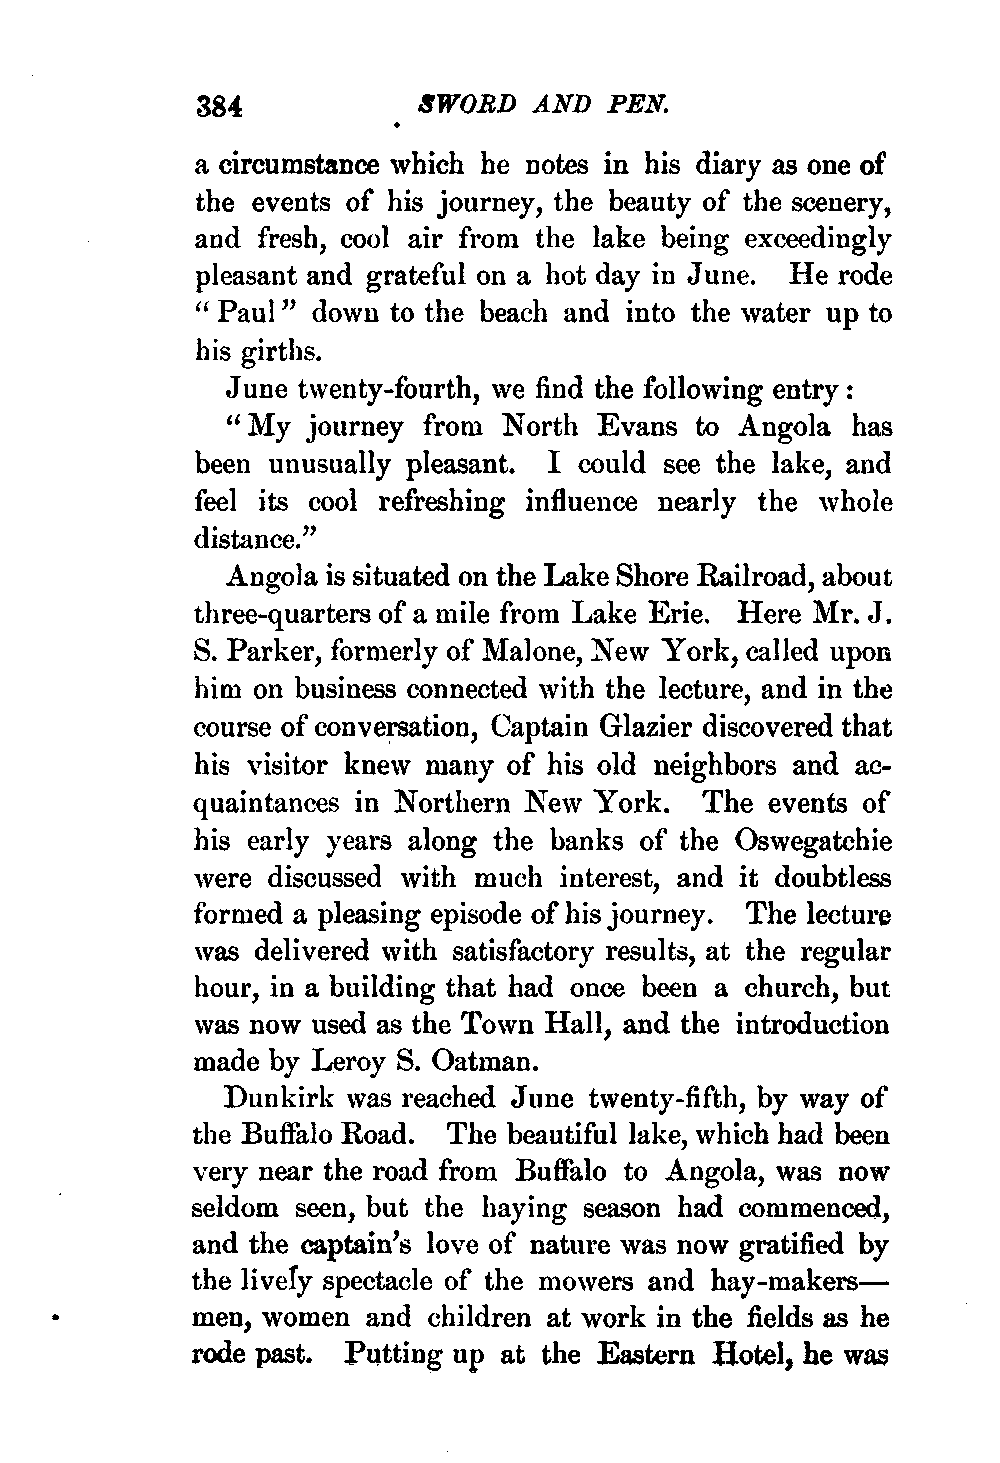 384 SWORD AND PEN.
a circumstance which he notes in his diary as one of
the events of his journey, the beauty of the scenery,
and fresh, cool air from the lake being exceedingly
pleasant and grateful on a hot day in June. He rode
“Paul” down to the beach and into the water up to
his girths.
June twenty-fourth, we find the following entry:
“My journey from North Evans to Angola has
been unusually pleasant. I could see the lake, and
feel its cool refreshing influence nearly the whole
distance.”
Angola is situated on the Lake Shore Railroad, about
three-quarters of a mile from Lake Erie. Here Mr. J.
S. Parker, formerly of Malone, New York, called upon
him on business connected with the lecture, and in the
course of conversation, Captain Glazier discovered that
his visitor knew many of his old neighbors and ac-
quaintances in Northern New York. The events of
his early years along the banks of the Oswegatchie
were discussed with much interest, and it doubtless
formed a pleasing episode of his journey. The lecture
was delivered with satisfactory results, at the regular
hour, in a building that had once been a church, but
was now used as the Town Hall, and the introduction
made by Leroy S. Oatman.
Dunkirk was reached June twenty-fifth, by way of
the Buffalo Road. The beautiful lake, which had been
very near the road from Buffalo to Angola, was now
seldom seen, but the haying season had commenced,
and the captain’s love of nature was now gratified by
the lively spectacle of the mowers and hay-makers—
men, women and children at work in the fields as he
rode past. Putting up at the Eastern Hotel, he was